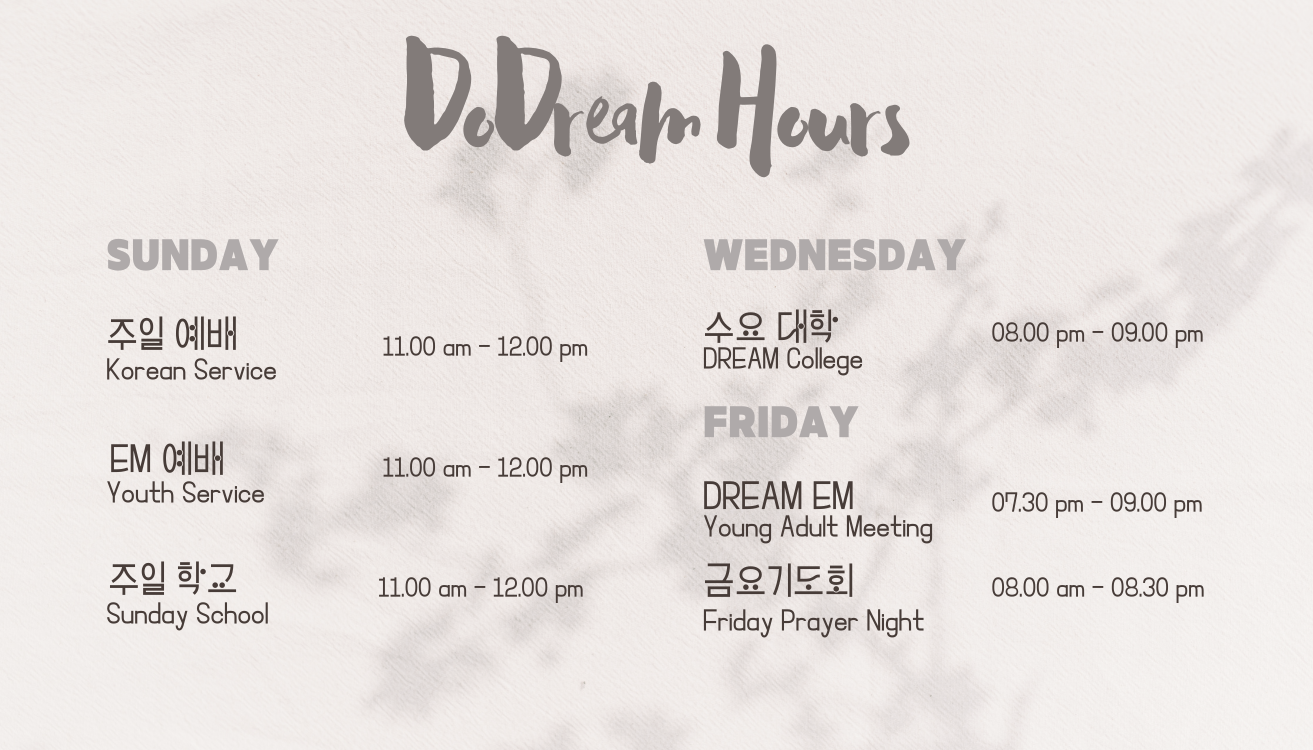 DoDream Hours
SUNDAY
주일 예배
Korean Service
11.00 am - 12.00 pm
EM 예배
Youth Service
11.00 am - 12.00 pm
주일 학교
Sunday School
11.00 am - 12.00 pm
WEDNESDAY
수요 대학
DREAM College
08.00 pm - 09.00 pm
FRIDAY
DREAM EM
Young Adult Meeting
07.30 pm - 09.00 pm
금요기도회
Friday Prayer Night
08.00 am - 08.30 pm